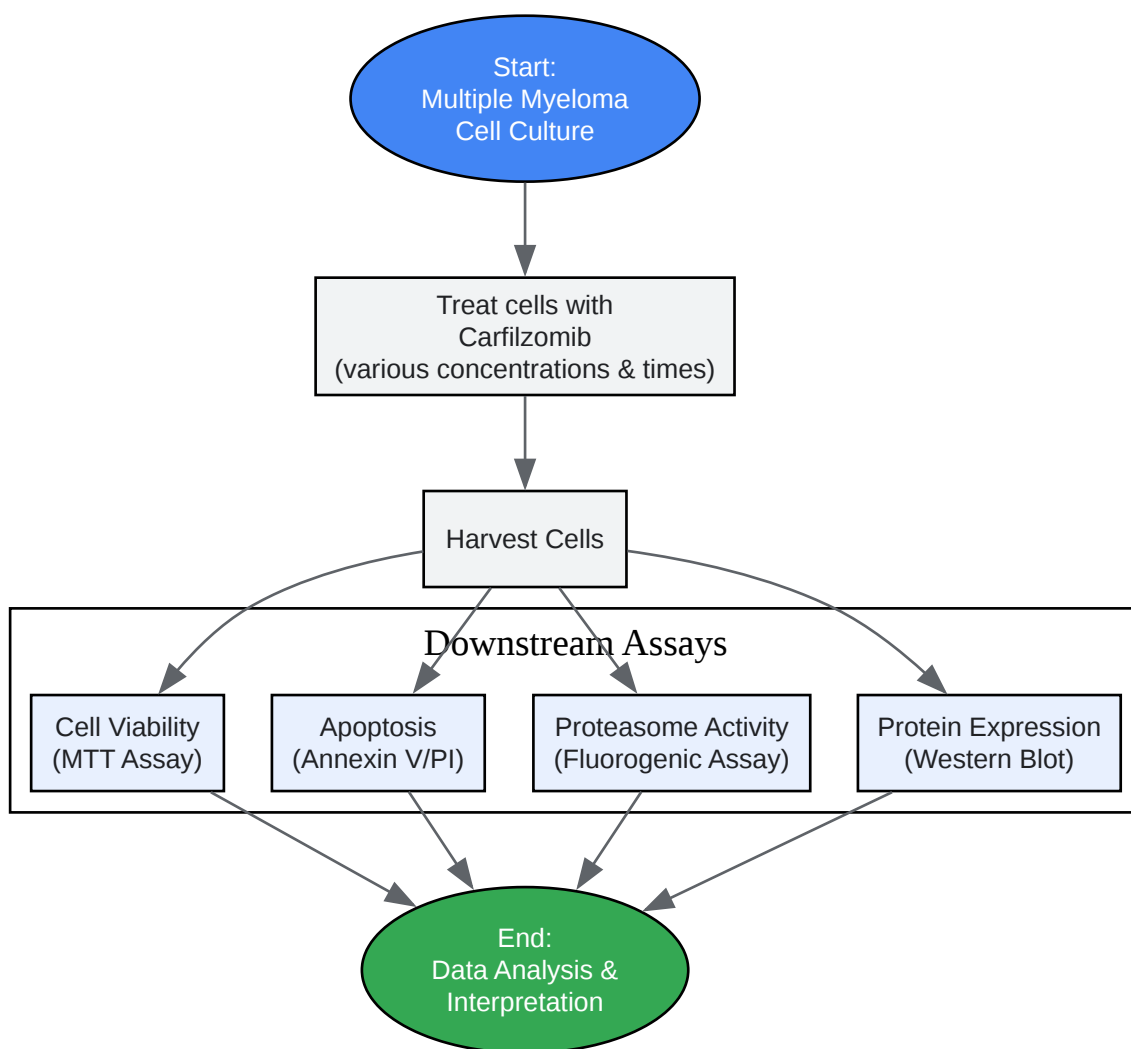 Start:
Multiple Myeloma
Cell Culture
Treat cells with
Carfilzomib
(various concentrations & times)
Harvest Cells
Downstream Assays
Cell Viability
(MTT Assay)
Apoptosis
(Annexin V/PI)
Proteasome Activity
(Fluorogenic Assay)
Protein Expression
(Western Blot)
End:
Data Analysis &
Interpretation